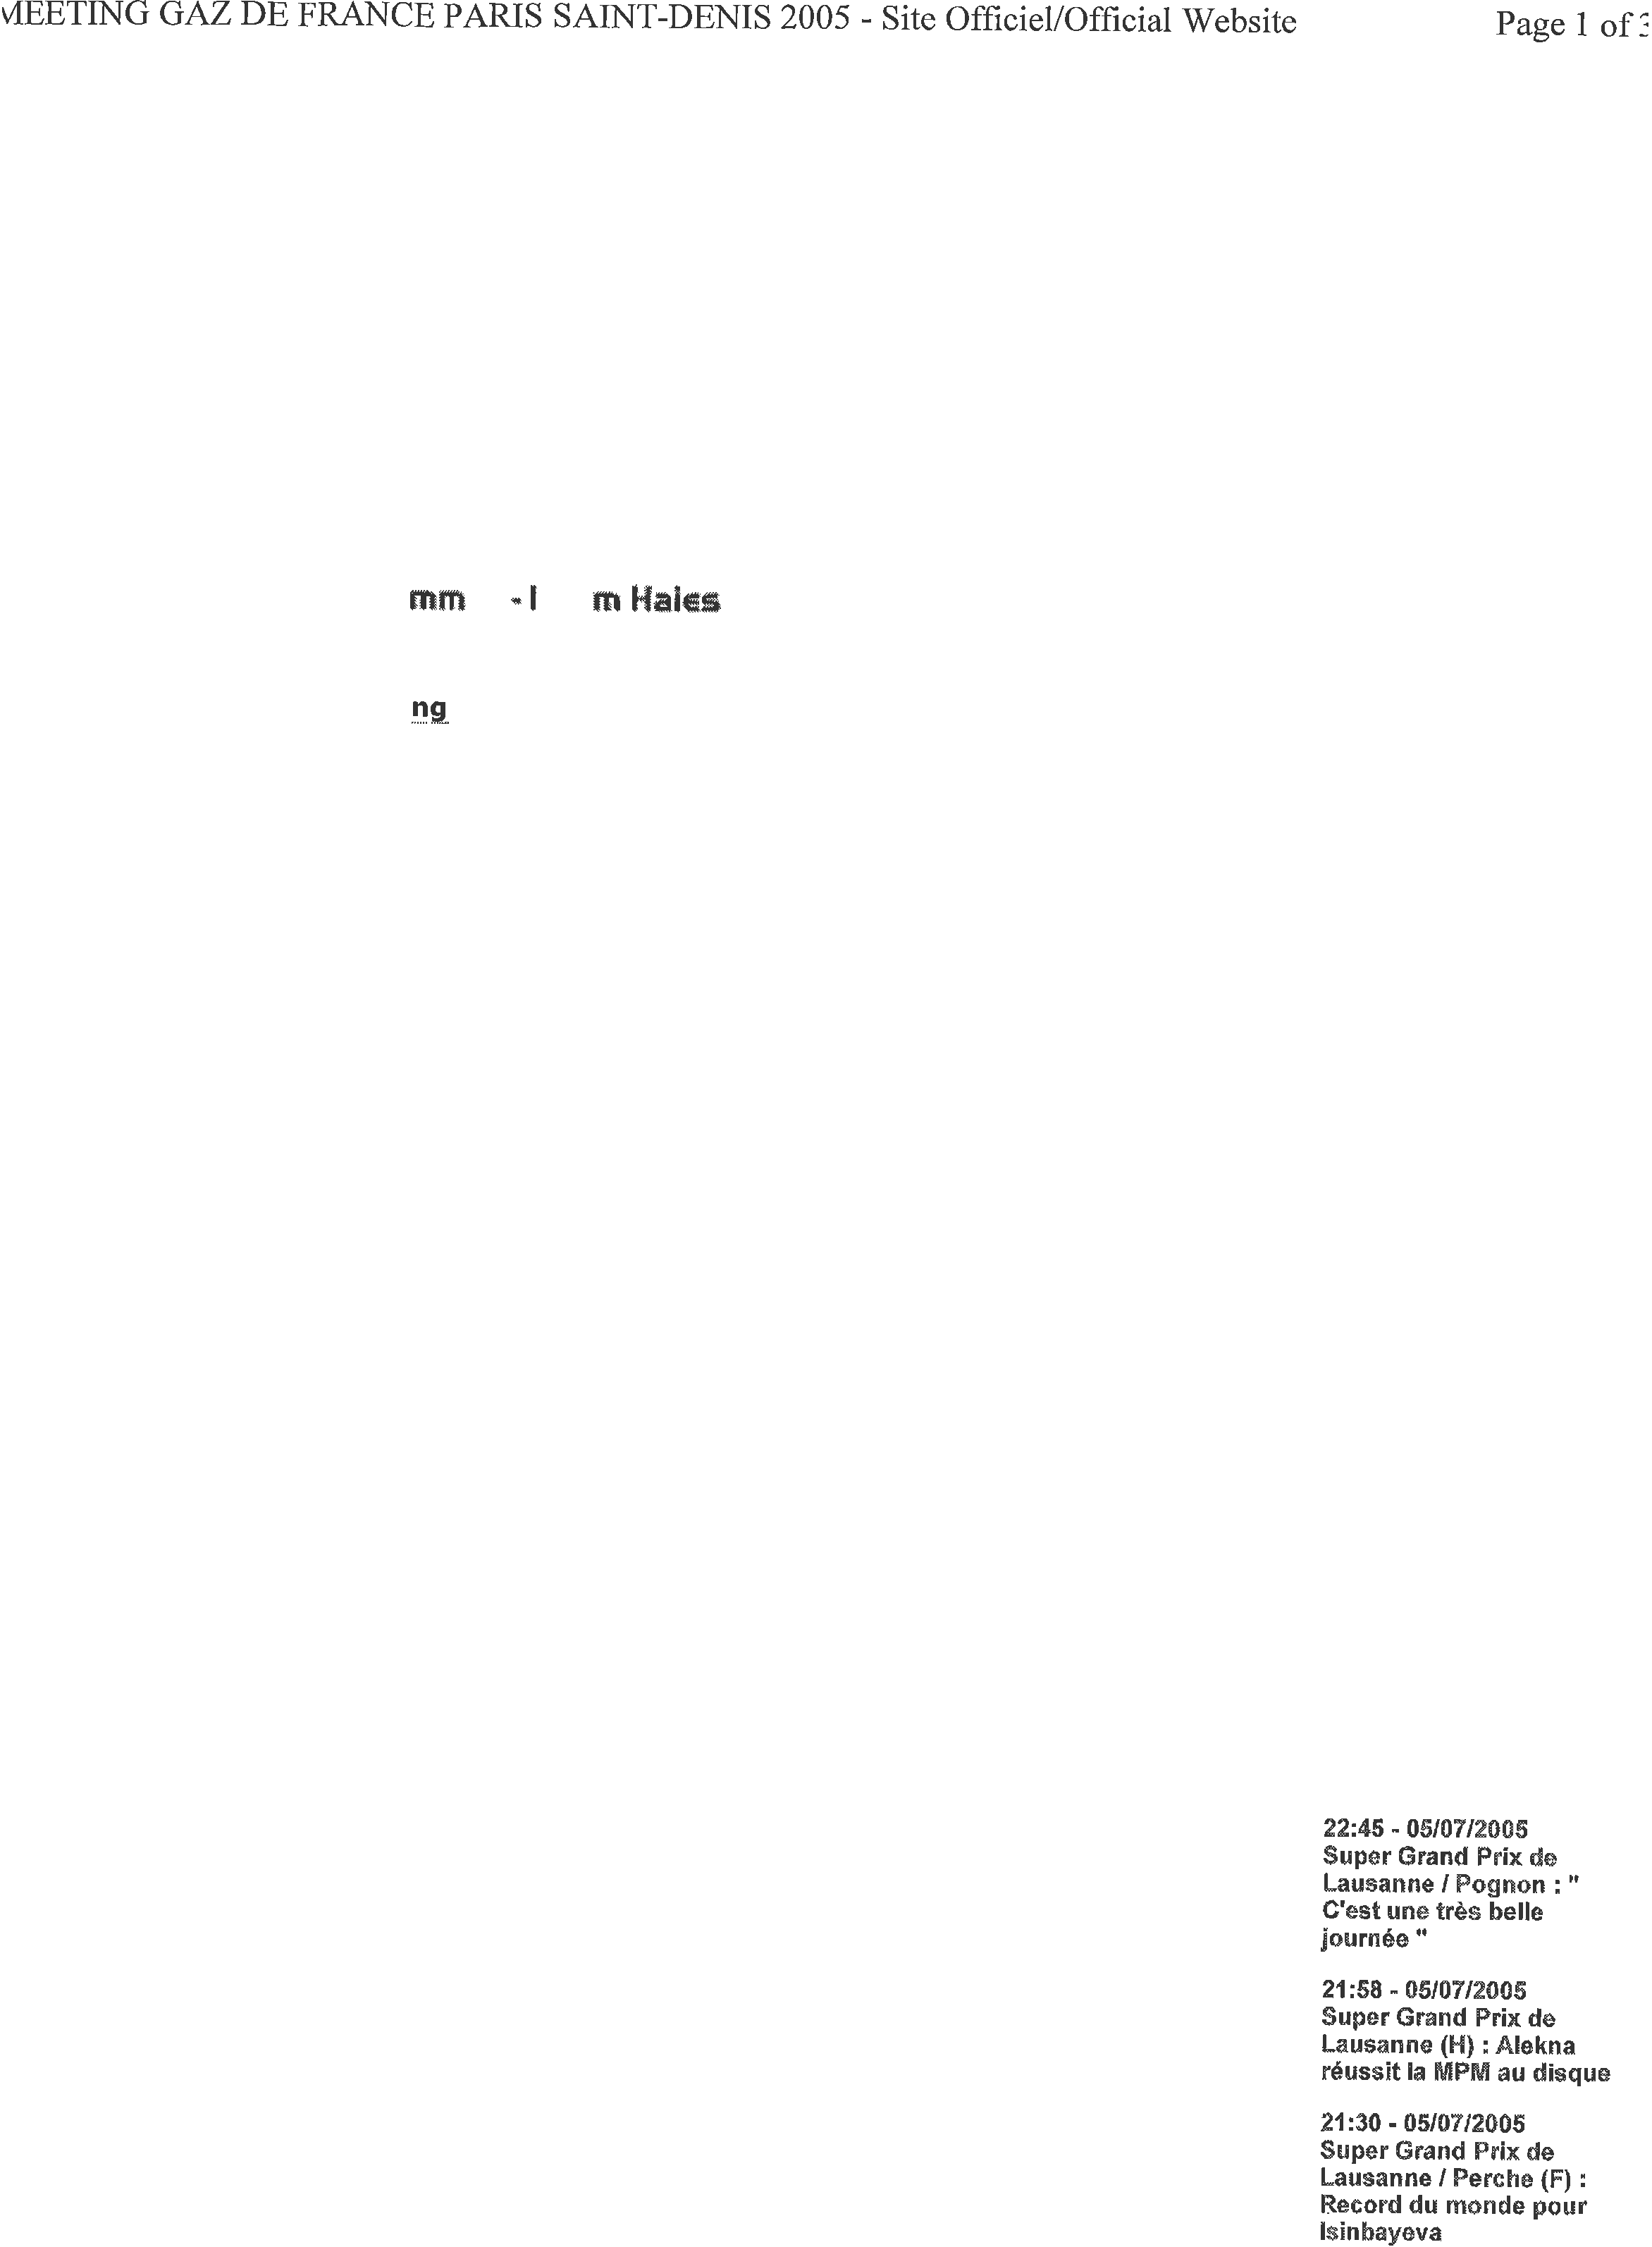 MEETING GAZ DE FRANCE PARIS SAINT-DENIS 2005 - Site Officiel/Official Website Page 1 of 3
mm - I m Haies
ng
22:45 - 05/07/2005
Super Grand Prix de
Lausanne / Pognon : "
C'est une très belle
journée "
21:58 - 05/07/2005
Super Grand Prix de
Lausanne (H) : Alekna
réussit la MPM au disque
21:30 - 05/07/2005
Super Grand Prix de
Lausanne / Perche (F) :
Record du monde pour
Isinbayeva